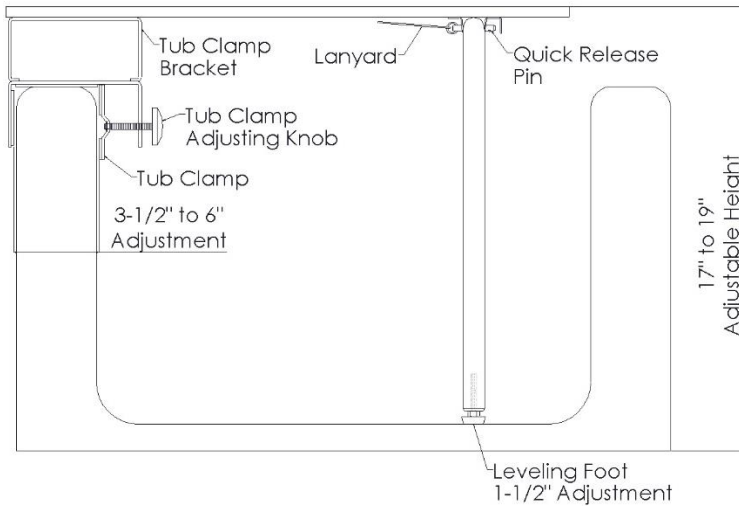 Tub Clamp
Bracket
Lanyard
Quick Release
Pin
Tub Clamp
Adjusting Knob
Tub Clamp
3-1/2" to 6"
Adjustment
17" to 19"
Adjustable Height
Leveling Foot
1-1/2" Adjustment